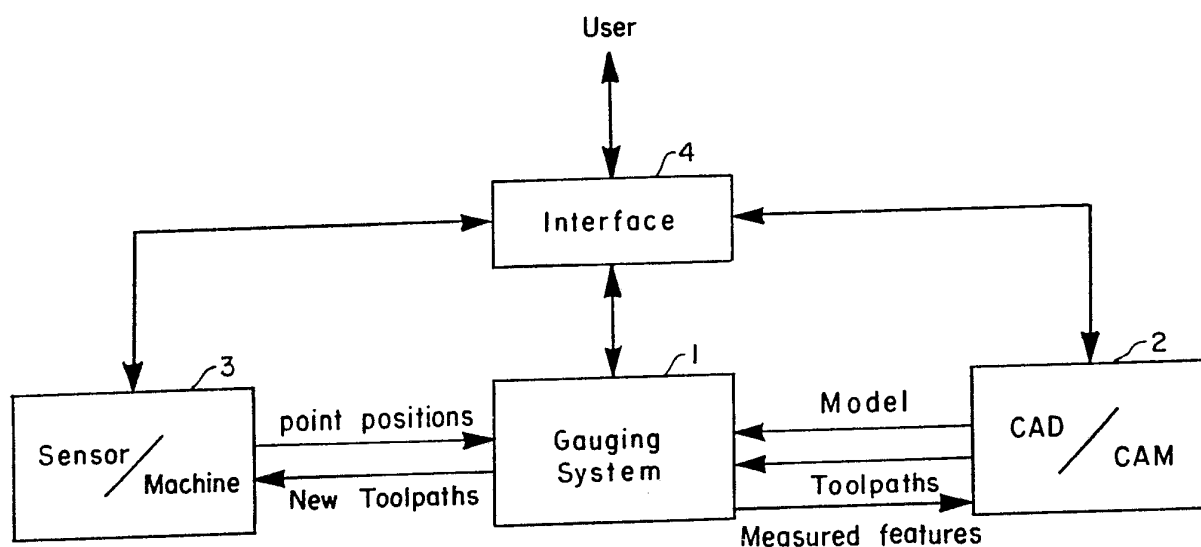 User
4
Interface
3
1
2
Sensor/Machine
point positions
New Toolpaths
Gauging
System
Model
Toolpaths
Measured features
CAD/CAM